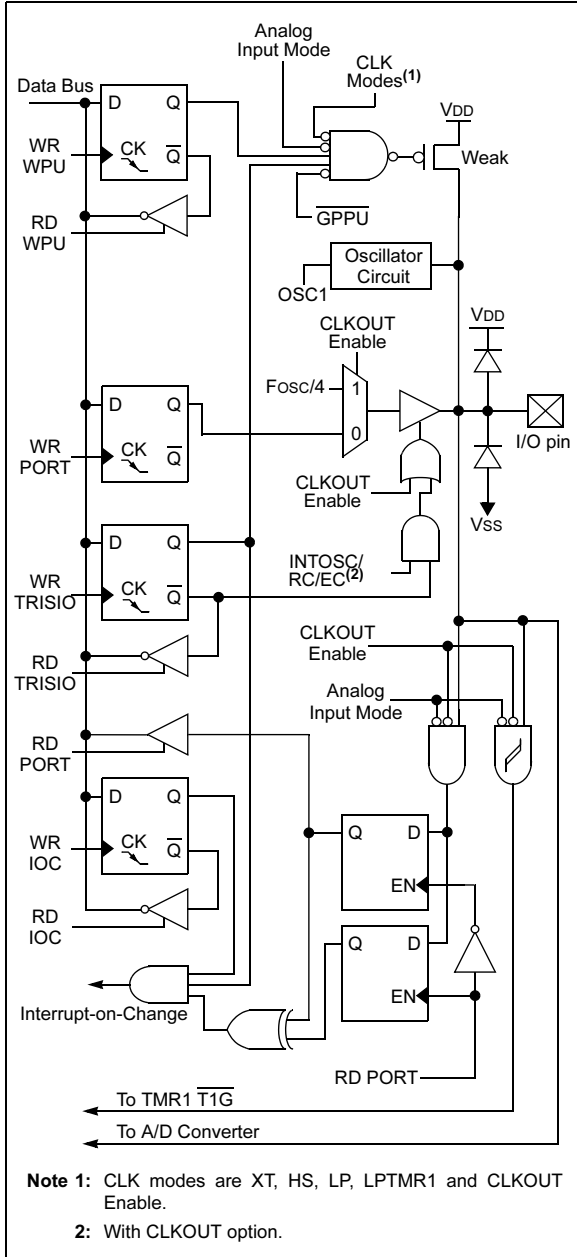 Analog
Input Mode
CLK
Modes(1)
Data Bus
D Q
WR
WPU
CK Q
RD
WPU
VDD
Weak
GPPU
Oscillator
Circuit
OSC1
CLKOUT
Enable
VDD
FOSC/4
1
0
D Q
WR
PORT
CK Q
I/O pin
CLKOUT
Enable
VSS
D Q
WR
TRISIO
CK Q
INTOSC/
RC/EC(2)
RD
TRISIO
CLKOUT
Enable
Analog
Input Mode
RD
PORT
D Q
WR
IOC
CK Q
Q D
EN
RD
IOC
Q D
EN
Interrupt-on-Change
RD PORT
To TMR1 T1G
To A/D Converter
Note 1: CLK modes are XT, HS, LP, LPTMR1 and CLKOUT
Enable.
2: With CLKOUT option.